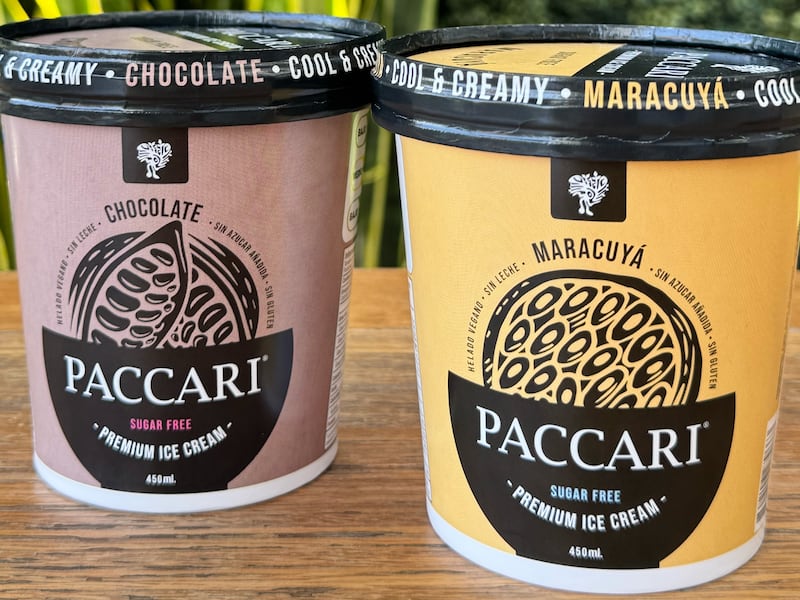 & CREAMY • CHOCOLATE • COOL &
CHOCOLATE
HELADO VEGANO • SIN LECHE • • SIN AZÚCAR AÑADIDA • SIN GLUTEN
PACCARI®
SUGAR FREE
- PREMIUM ICE CREAM -
450ml.
• COOL & CREAMY • MARACUYÁ • COOL
MARACUYÁ
HELADO VEGANO • SIN LECHE • • SIN AZÚCAR AÑADIDA • SIN GLUTEN
PACCARI®
SUGAR FREE
- PREMIUM ICE CREAM -
450ml.